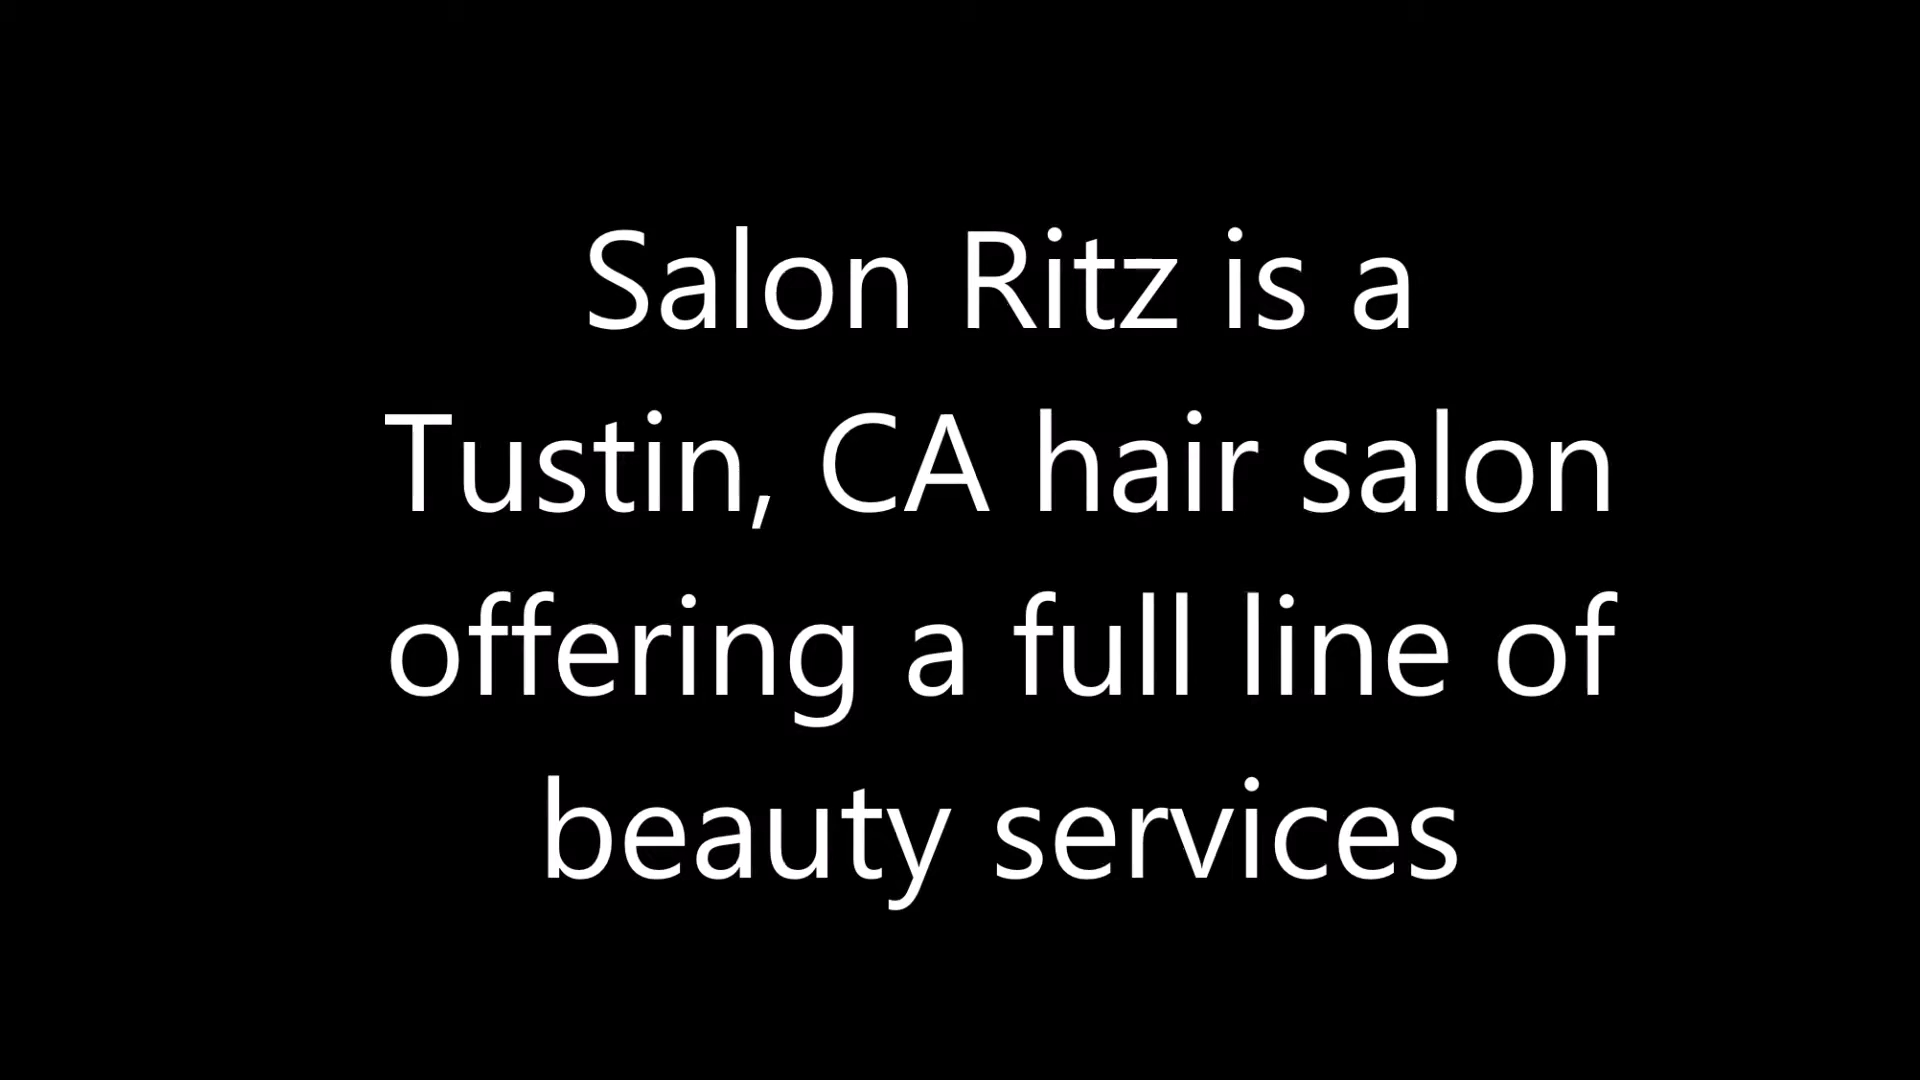 Salon Ritz is a
Tustin, CA hair salon
offering a full line of
beauty services